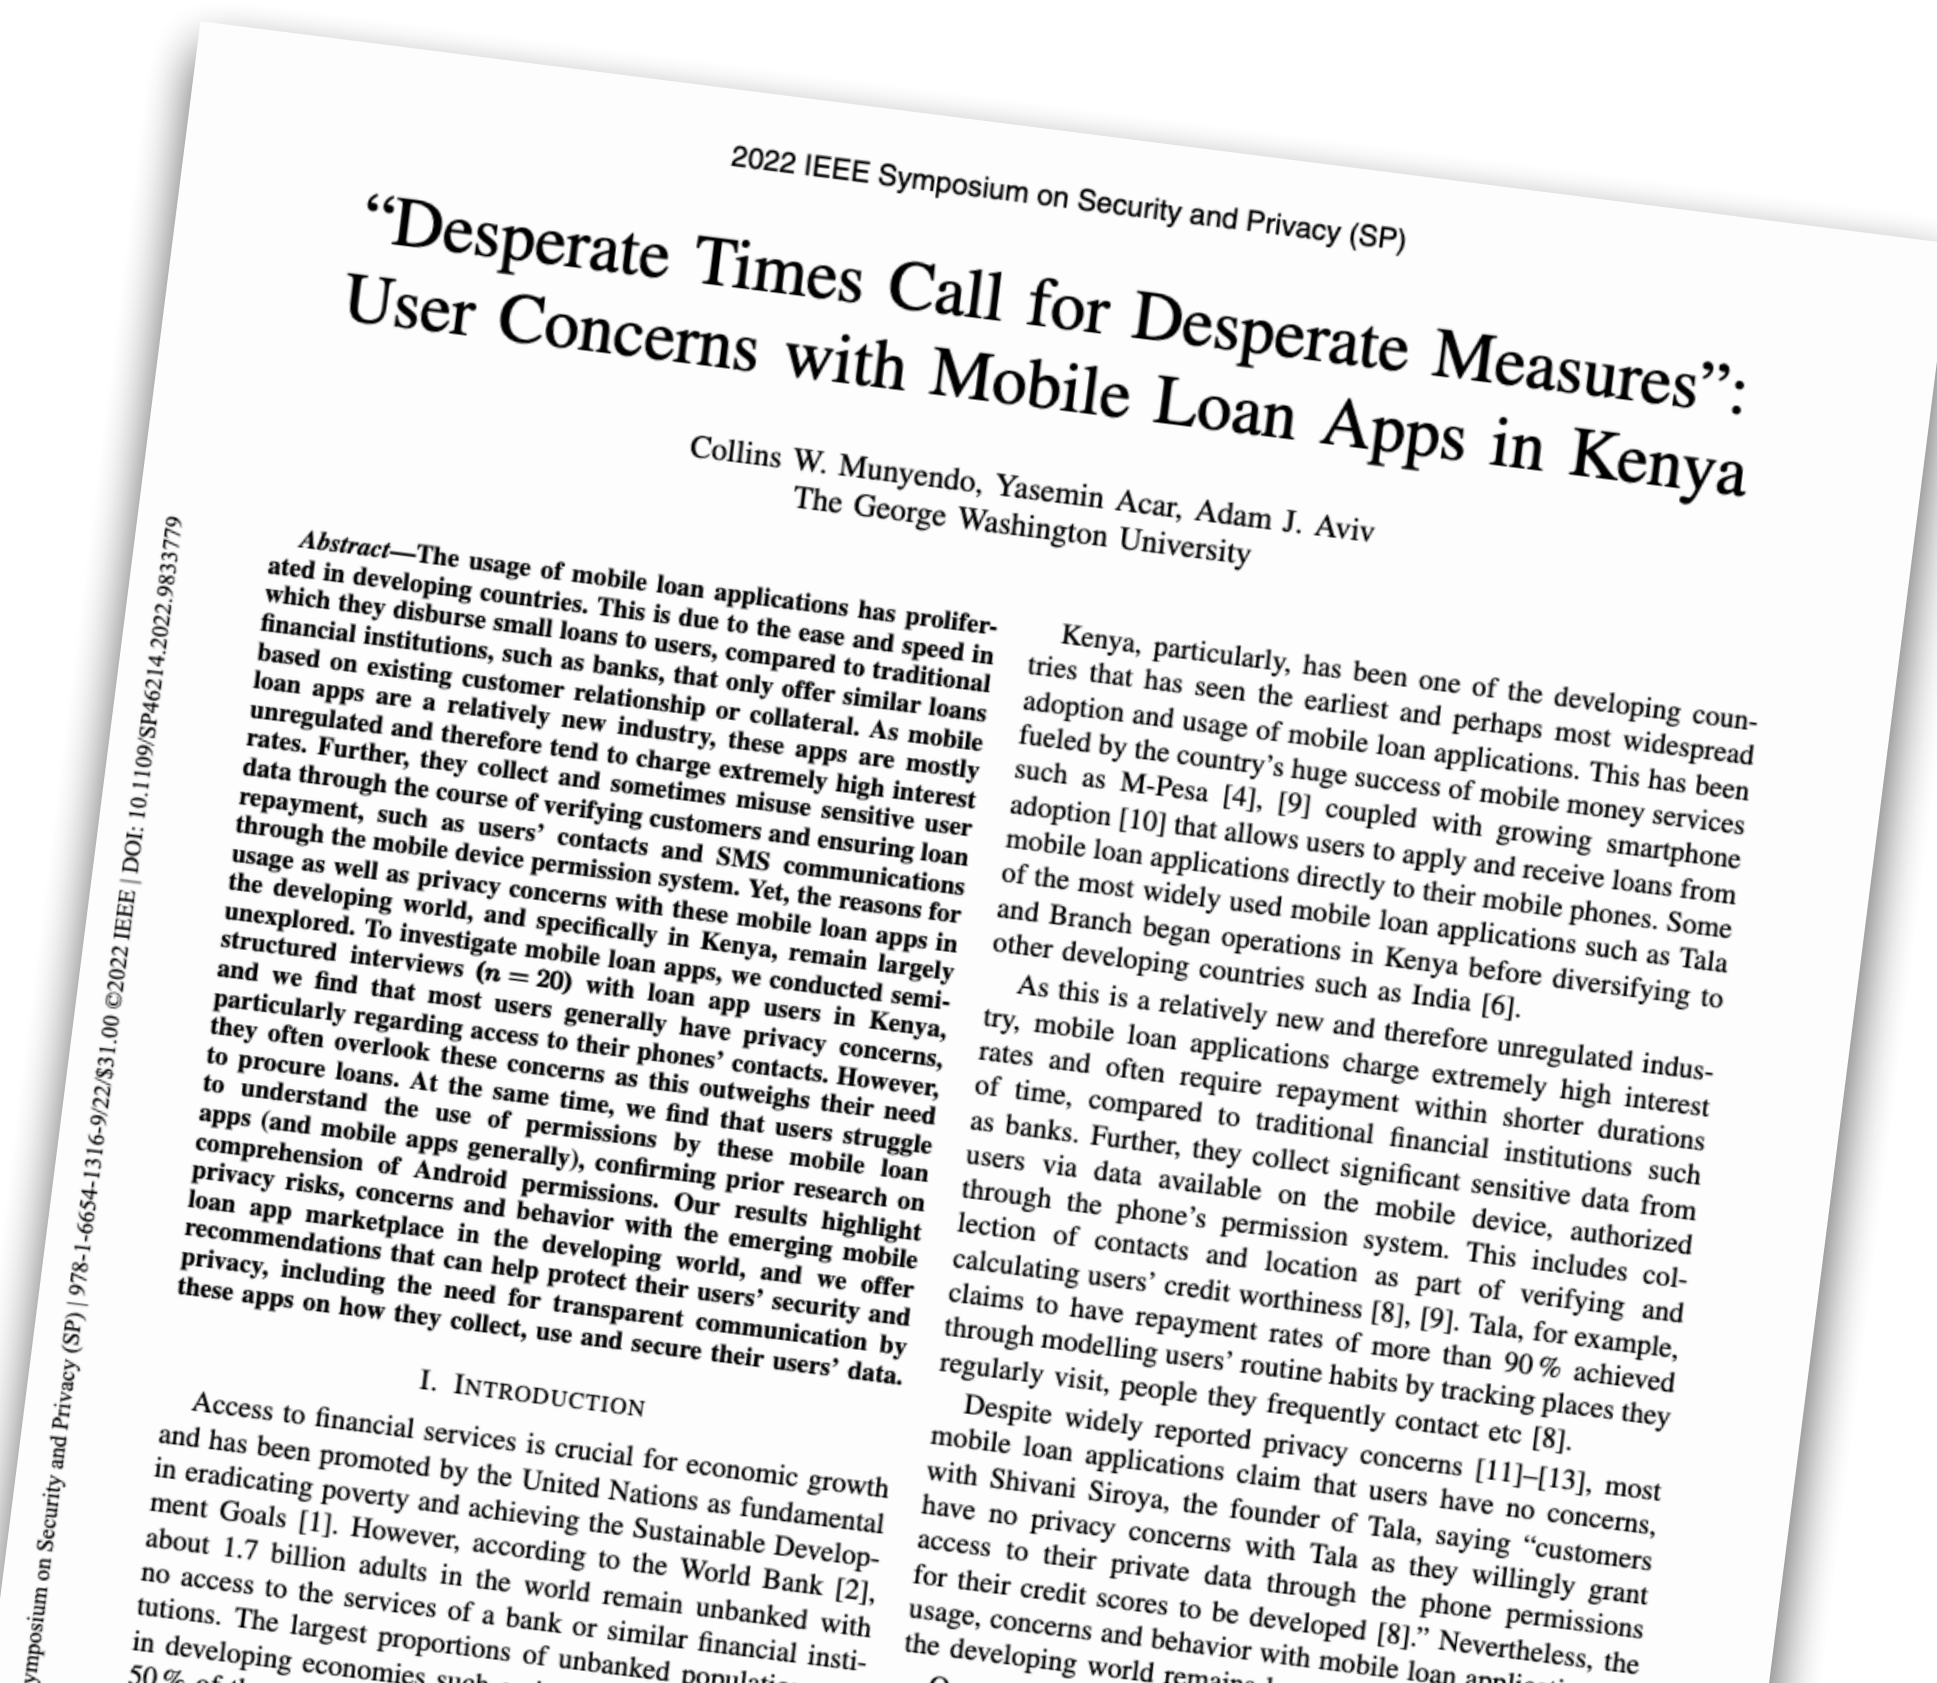 2022 IEEE Symposium on Security and Privacy (SP)
“Desperate Times Call for Desperate Measures”:
User Concerns with Mobile Loan Apps in Kenya
Collins W. Munyendo, Yasemin Acar, Adam J. Aviv
The George Washington University
Abstract—The usage of mobile loan applications has prolifer-
ated in developing countries. This is due to the ease and speed in
which they disburse small loans to users, compared to traditional
financial institutions, such as banks, that only offer similar loans
based on existing customer relationship or collateral. As mobile
loan apps are a relatively new industry, these apps are mostly
unregulated and therefore tend to charge extremely high interest
rates. Further, they collect and sometimes misuse sensitive user
data through the course of verifying customers and ensuring loan
repayment, such as users’ contacts and SMS communications
through the mobile device permission system. Yet, the reasons for
usage as well as privacy concerns with these mobile loan apps in
the developing world, and specifically in Kenya, remain largely
unexplored. To investigate mobile loan apps, we conducted semi-
structured interviews (n = 20) with loan app users in Kenya,
and we find that most users generally have privacy concerns,
particularly regarding access to their phones’ contacts. However,
they often overlook these concerns as this outweighs their need
to procure loans. At the same time, we find that users struggle
to understand the use of permissions by these mobile loan
apps (and mobile apps generally), confirming prior research on
comprehension of Android permissions. Our results highlight
privacy risks, concerns and behavior with the emerging mobile
loan app marketplace in the developing world, and we offer
recommendations that can help protect their users’ security and
privacy, including the need for transparent communication by
these apps on how they collect, use and secure their users’ data.
I. INTRODUCTION
Access to financial services is crucial for economic growth
and has been promoted by the United Nations as fundamental
in eradicating poverty and achieving the Sustainable Develop-
ment Goals [1]. However, according to the World Bank [2],
about 1.7 billion adults in the world remain unbanked with
no access to the services of a bank or similar financial insti-
tutions. The largest proportions of unbanked
in developing economies such
50 % of
Kenya, particularly, has been one of the developing coun-
tries that has seen the earliest and perhaps most widespread
adoption and usage of mobile loan applications. This has been
fueled by the country’s huge success of mobile money services
such as M-Pesa [4], [9] coupled with growing smartphone
adoption [10] that allows users to apply and receive loans from
mobile loan applications directly to their mobile phones. Some
of the most widely used mobile loan applications such as Tala
and Branch began operations in Kenya before diversifying to
other developing countries such as India [6].
As this is a relatively new and therefore unregulated indus-
try, mobile loan applications charge extremely high interest
rates and often require repayment within shorter durations
of time, compared to traditional financial institutions such
as banks. Further, they collect significant sensitive data from
users via data available on the mobile device, authorized
through the phone’s permission system. This includes col-
lection of contacts and location as part of verifying and
calculating users’ credit worthiness [8], [9]. Tala, for example,
claims to have repayment rates of more than 90 % achieved
through modelling users’ routine habits by tracking places they
regularly visit, people they frequently contact etc [8].
Despite widely reported privacy concerns [11]–[13], most
mobile loan applications claim that users have no concerns,
with Shivani Siroya, the founder of Tala, saying “customers
have no privacy concerns with Tala as they willingly grant
access to their private data through the phone permissions
for their credit scores to be developed [8].” Nevertheless, the
usage, concerns and behavior with mobile loan
the developing world remains
ymposium on Security and Privacy (SP) | 978-1-6654-1316-9/22/$31.00 ©2022 IEEE | DOI: 10.1109/SP46214.2022.9833779